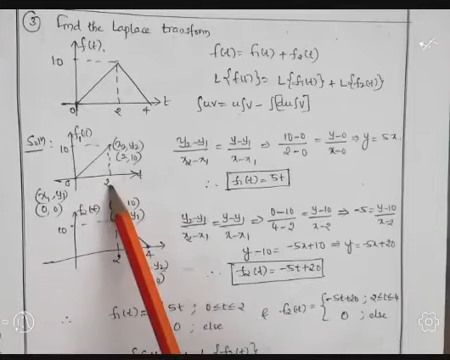 ③ Find the Laplace transform
f(t).
10
0 2 4 t
f(t) = f₁(t) + f₂(t)
L{f(t)} = L{f₁(t)} + L{f₂(t)}
∫uv = u∫v - ∫[du∫v]
Soln:
f₁(t)
10
(x₂,y₂)
(2,10)
0 2 t
(x₁,y₁)
(0,0)
(y₂-y₁)/(x₂-x₁) = (y-y₁)/(x-x₁) ⇒ (10-0)/(2-0) = (y-0)/(x-0) ⇒ y = 5x
∴ f₁(t) = 5t
f₂(t)
10
2 4
(y₂-y₁)/(x₂-x₁) = (y-y₁)/(x-x₁) ⇒ (0-10)/(4-2) = (y-10)/(x-2) ⇒ -5 = (y-10)/(x-2)
y-10 = -5x+10 ⇒ y = -5x+20
∴ f₂(t) = -5t+20
∴ f₁(t) = 5t ; 0≤t≤2
0 ; else
& f₂(t) = { -5t+20 ; 2≤t≤4
0 ; else